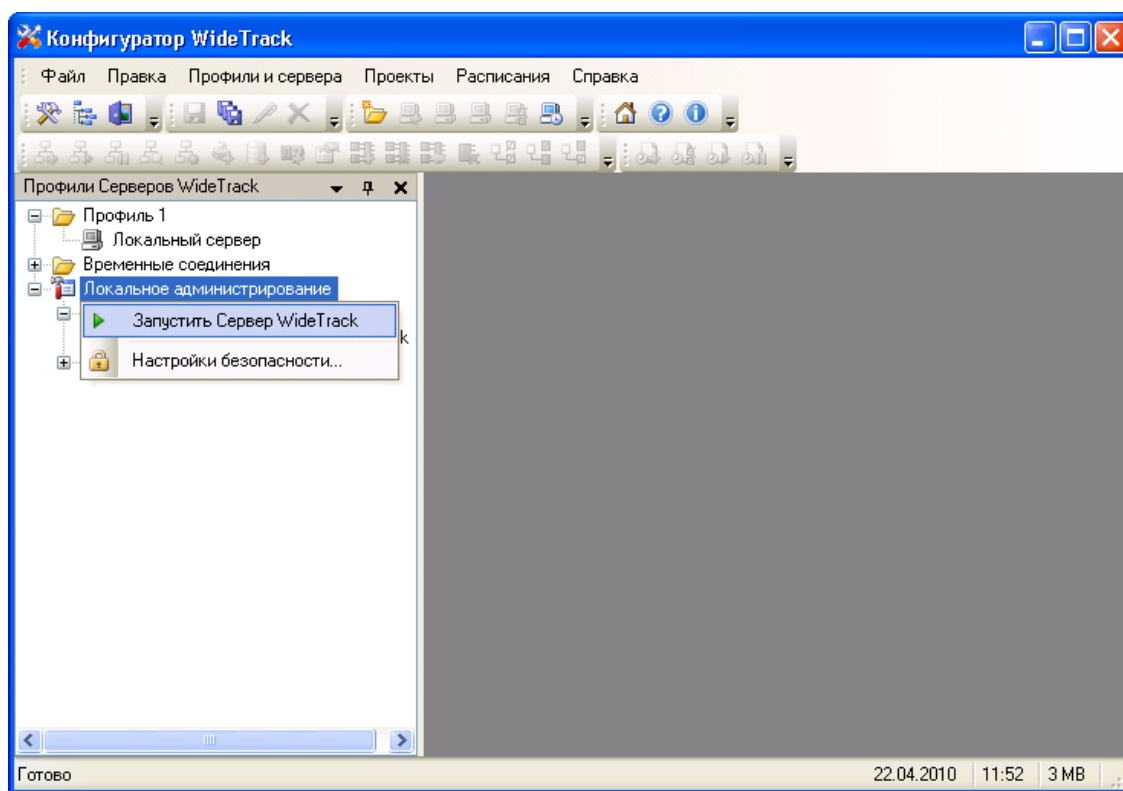 Конфигуратор WideTrack
Файл Правка Профили и сервера Проекты Расписания Справка
Профили Серверов WideTrack
Профиль 1
Локальный сервер
Временные соединения
Локальное администрирование
Запустить Сервер WideTrack
k
Настройки безопасности...
Готово 22.04.2010 11:52 3 MB